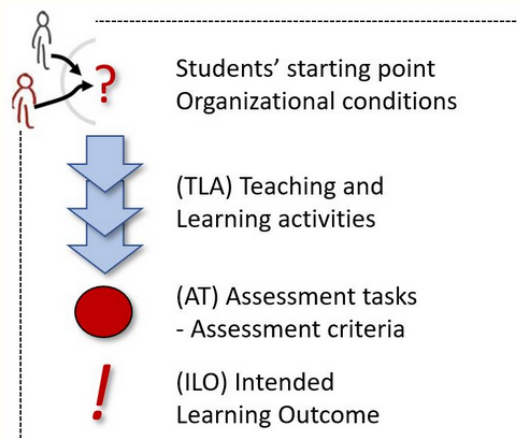 ?
Students' starting point
Organizational conditions
(TLA) Teaching and
Learning activities
(AT) Assessment tasks
- Assessment criteria
!
(ILO) Intended
Learning Outcome